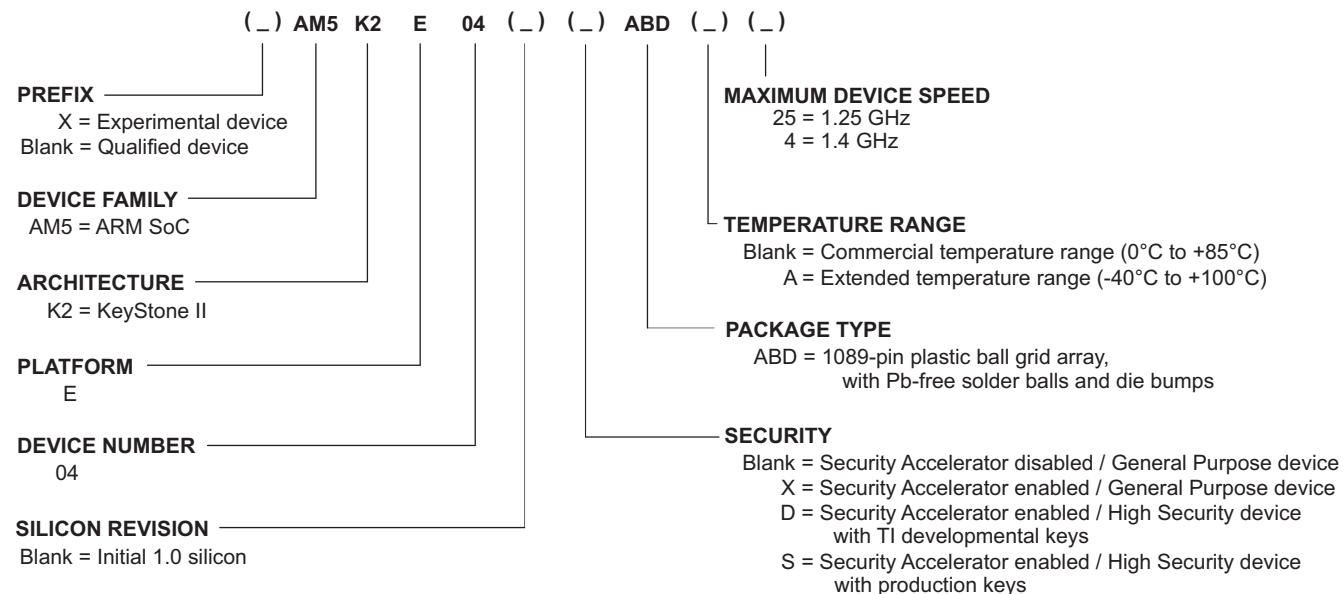 ( _ ) AM5 K2 E 04 ( _ ) ( _ ) ABD ( _ ) ( _ )
PREFIX
X = Experimental device
Blank = Qualified device
DEVICE FAMILY
AM5 = ARM SoC
ARCHITECTURE
K2 = KeyStone II
PLATFORM
E
DEVICE NUMBER
04
SILICON REVISION
Blank = Initial 1.0 silicon
MAXIMUM DEVICE SPEED
25 = 1.25 GHz
4 = 1.4 GHz
TEMPERATURE RANGE
Blank = Commercial temperature range (0°C to +85°C)
A = Extended temperature range (-40°C to +100°C)
PACKAGE TYPE
ABD = 1089-pin plastic ball grid array,
with Pb-free solder balls and die bumps
SECURITY
Blank = Security Accelerator disabled / General Purpose device
X = Security Accelerator enabled / General Purpose device
D = Security Accelerator enabled / High Security device
with TI developmental keys
S = Security Accelerator enabled / High Security device
with production keys